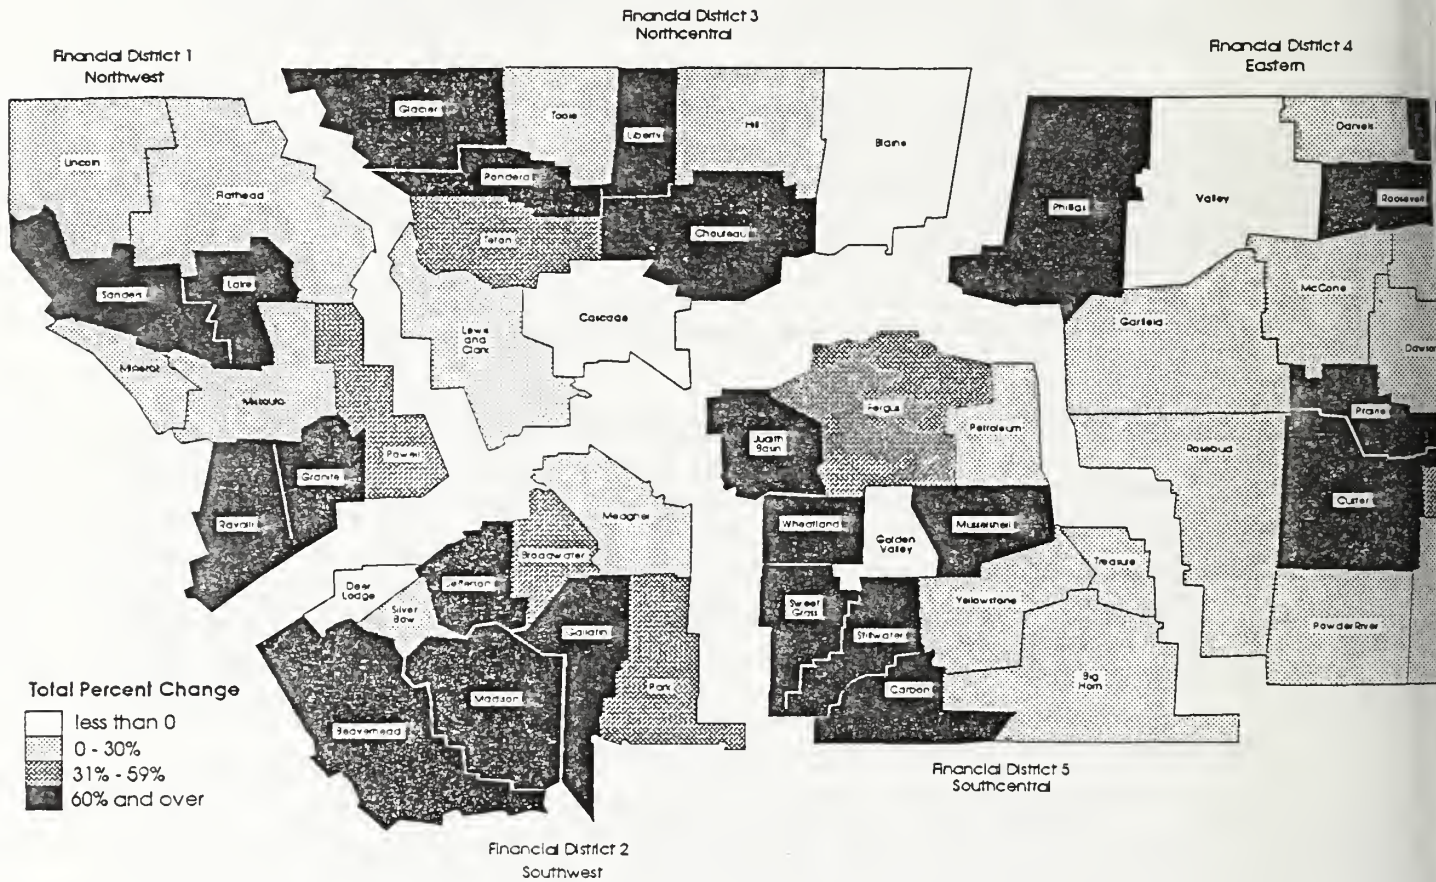 Financial District 3
Northcentral
Financial District 1
Northwest
Financial District 4
Eastern
Glacier
Toole
Liberty
Hill
Blaine
Daniels
Lincoln
Flathead
Pondera
Phillips
Valley
Roosevelt
Teton
Chouteau
Sanders
Lake
Lewis
and
Clark
Cascade
Garfield
McCone
Dawson
Mineral
Missoula
Fergus
Prairie
Judith
Basin
Petroleum
Rosebud
Powell
Granite
Custer
Ravalli
Meagher
Wheatland
Golden
Valley
Musselshell
Broadwater
Treasure
Deer
Lodge
Jefferson
Silver
Bow
Sweet
Grass
Yellowstone
Gallatin
Stillwater
Powder River
Park
Madison
Carbon
Big
Horn
Beaverhead
Total Percent Change
less than 0
0 - 30%
31% - 59%
60% and over
Financial District 5
Southcentral
Financial District 2
Southwest